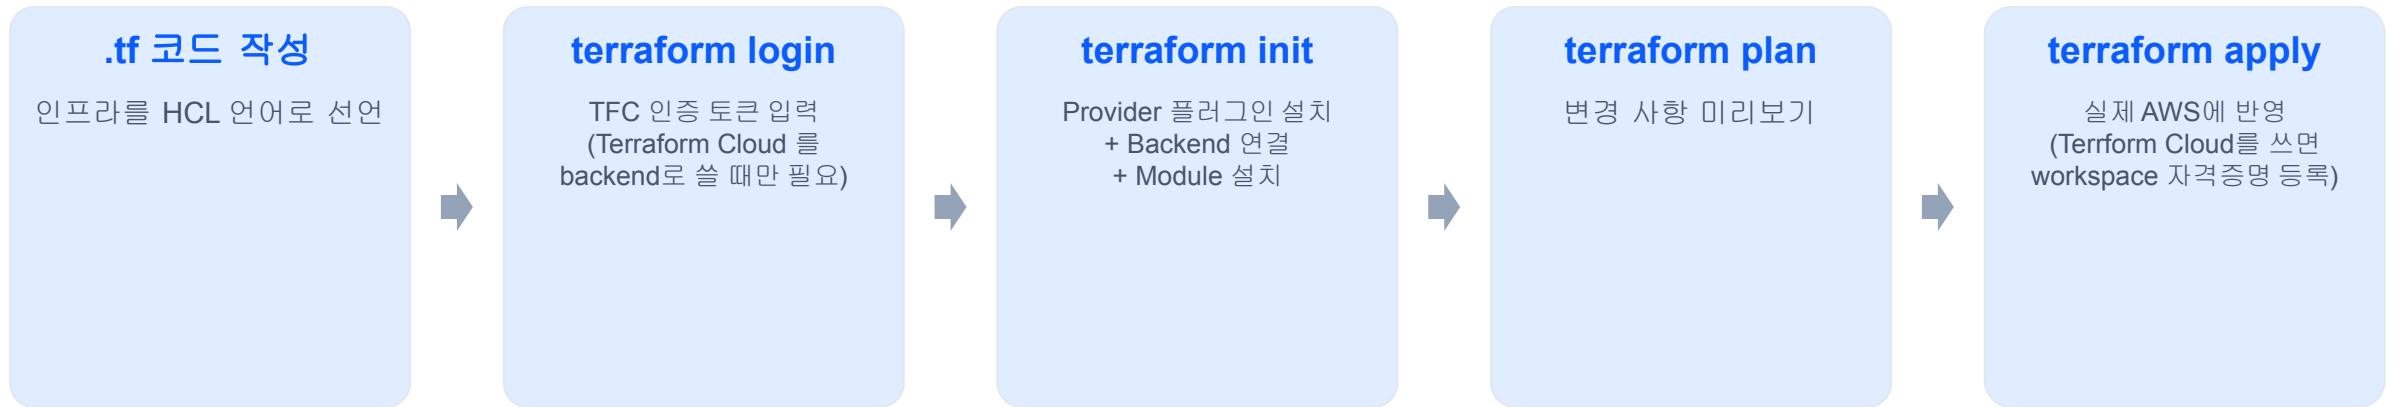 .tf 코드 작성
인프라를 HCL 언어로 선언
terraform login
TFC 인증 토큰 입력
(Terraform Cloud 를
backend로 쓸 때만 필요)
terraform init
Provider 플러그인 설치
+ Backend 연결
+ Module 설치
terraform plan
변경 사항 미리보기
terraform apply
실제 AWS에 반영
(Terrform Cloud를 쓰면
workspace 자격증명 등록)